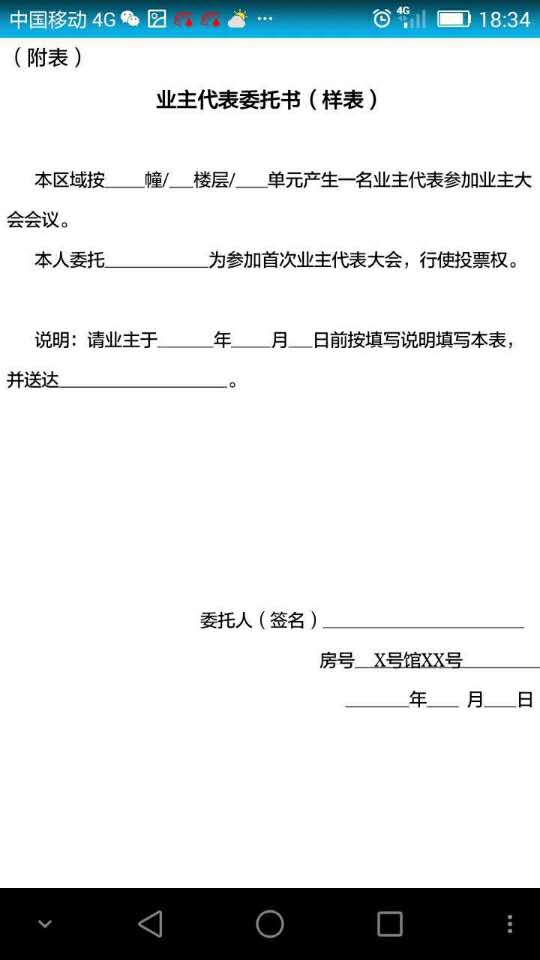 中国移动 4G ... 4G 18:34
（附表）
业主代表委托书（样表）
本区域按____幢/___楼层/____单元产生一名业主代表参加业主大
会会议。
本人委托____________为参加首次业主代表大会，行使投票权。
说明：请业主于______年____月___日前按填写说明填写本表，
并送达___________________。
委托人（签名）______________________
房号__X号馆XX号_________
_______年____ 月____日